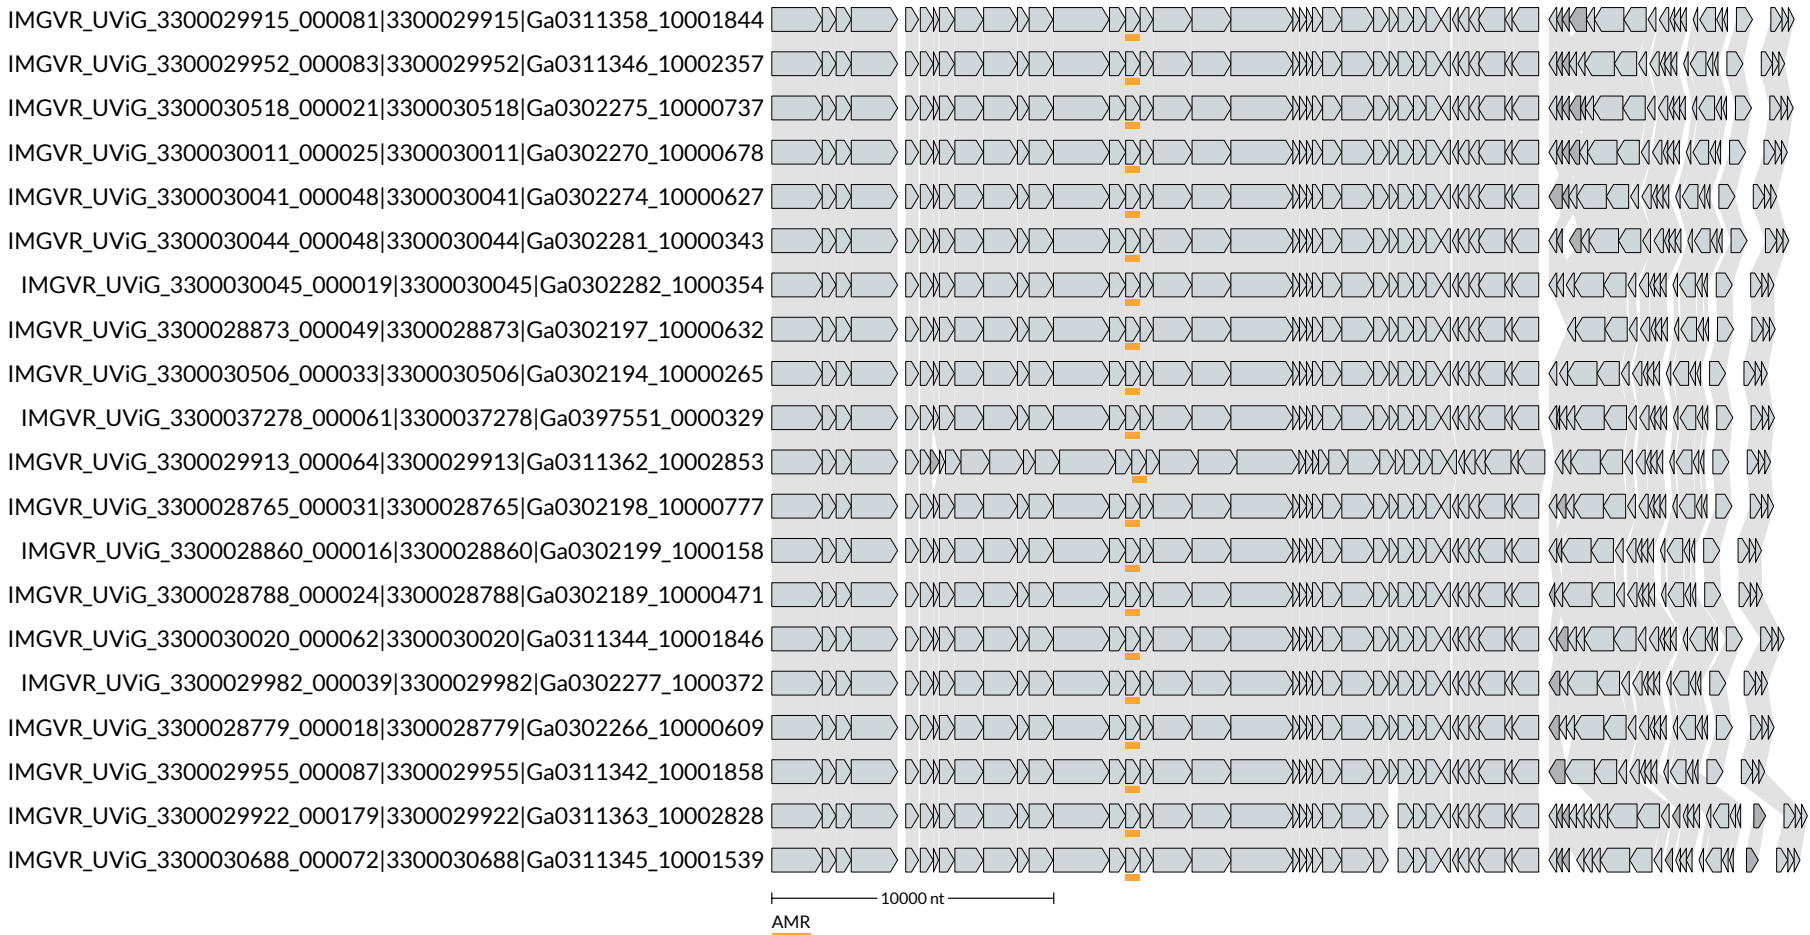 IMGVR_UViG_3300029915_000081|3300029915|Ga0311358_10001844
IMGVR_UViG_3300029952_000083|3300029952|Ga0311346_10002357
IMGVR_UViG_3300030518_000021|3300030518|Ga0302275_10000737
IMGVR_UViG_3300030011_000025|3300030011|Ga0302270_10000678
IMGVR_UViG_3300030041_000048|3300030041|Ga0302274_10000627
IMGVR_UViG_3300030044_000048|3300030044|Ga0302281_10000343
IMGVR_UViG_3300030045_000019|3300030045|Ga0302282_1000354
IMGVR_UViG_3300028873_000049|3300028873|Ga0302197_10000632
IMGVR_UViG_3300030506_000033|3300030506|Ga0302194_10000265
IMGVR_UViG_3300037278_000061|3300037278|Ga0397551_0000329
IMGVR_UViG_3300029913_000064|3300029913|Ga0311362_10002853
IMGVR_UViG_3300028765_000031|3300028765|Ga0302198_10000777
IMGVR_UViG_3300028860_000016|3300028860|Ga0302199_1000158
IMGVR_UViG_3300028788_000024|3300028788|Ga0302189_10000471
IMGVR_UViG_3300030020_000062|3300030020|Ga0311344_10001846
IMGVR_UViG_3300029982_000039|3300029982|Ga0302277_1000372
IMGVR_UViG_3300028779_000018|3300028779|Ga0302266_10000609
IMGVR_UViG_3300029955_000087|3300029955|Ga0311342_10001858
IMGVR_UViG_3300029922_000179|3300029922|Ga0311363_10002828
IMGVR_UViG_3300030688_000072|3300030688|Ga0311345_10001539
10000 nt
AMR